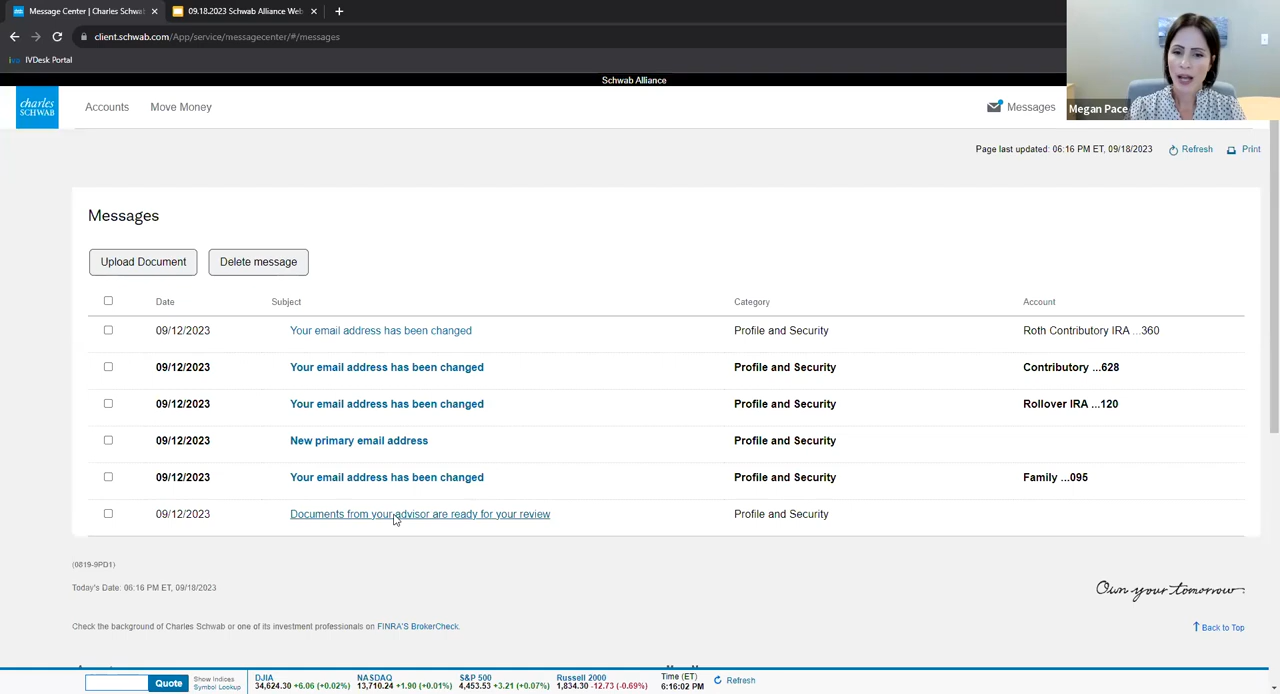 Message Center | Charles Schwab
09.18.2023 Schwab Alliance Web
client.schwab.com/App/service/messagecenter/#/messages
iva IVDesk Portal
Schwab Alliance
charles
SCHWAB
Accounts Move Money Messages
Megan Pace
Page last updated: 06:16 PM ET, 09/18/2023 Refresh Print
Messages
Upload Document Delete message
Date Subject Category Account
09/12/2023 Your email address has been changed Profile and Security Roth Contributory IRA ...360
09/12/2023 Your email address has been changed Profile and Security Contributory ...628
09/12/2023 Your email address has been changed Profile and Security Rollover IRA ...120
09/12/2023 New primary email address Profile and Security
09/12/2023 Your email address has been changed Profile and Security Family ...095
09/12/2023 Documents from your advisor are ready for your review Profile and Security
(0819-9PD1)
Today's Date: 06:16 PM ET, 09/18/2023
Own your tomorrow.
Check the background of Charles Schwab or one of its investment professionals on FINRA'S BrokerCheck.
Back to Top
Quote
Show Indices
Symbol Lookup
DJIA
34,624.30 +6.06 (+0.02%)
NASDAQ
13,710.24 +1.90 (+0.01%)
S&P 500
4,453.53 +3.21 (+0.07%)
Russell 2000
1,834.30 -12.73 (-0.69%)
Time (ET)
6:16:02 PM
Refresh